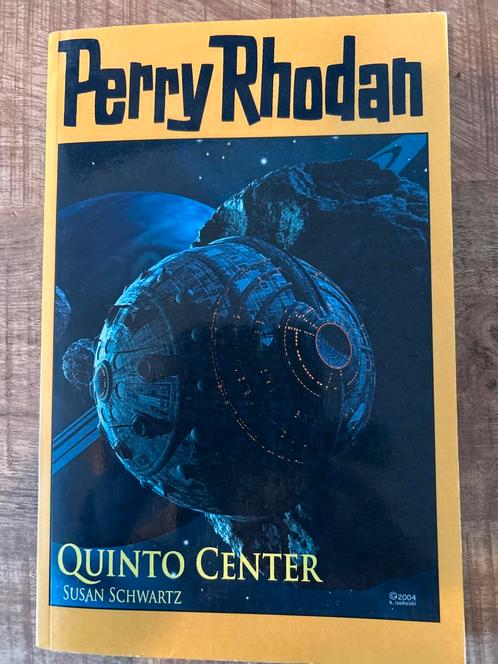 Perry Rhodan
QUINTO CENTER
SUSAN SCHWARTZ
©2004